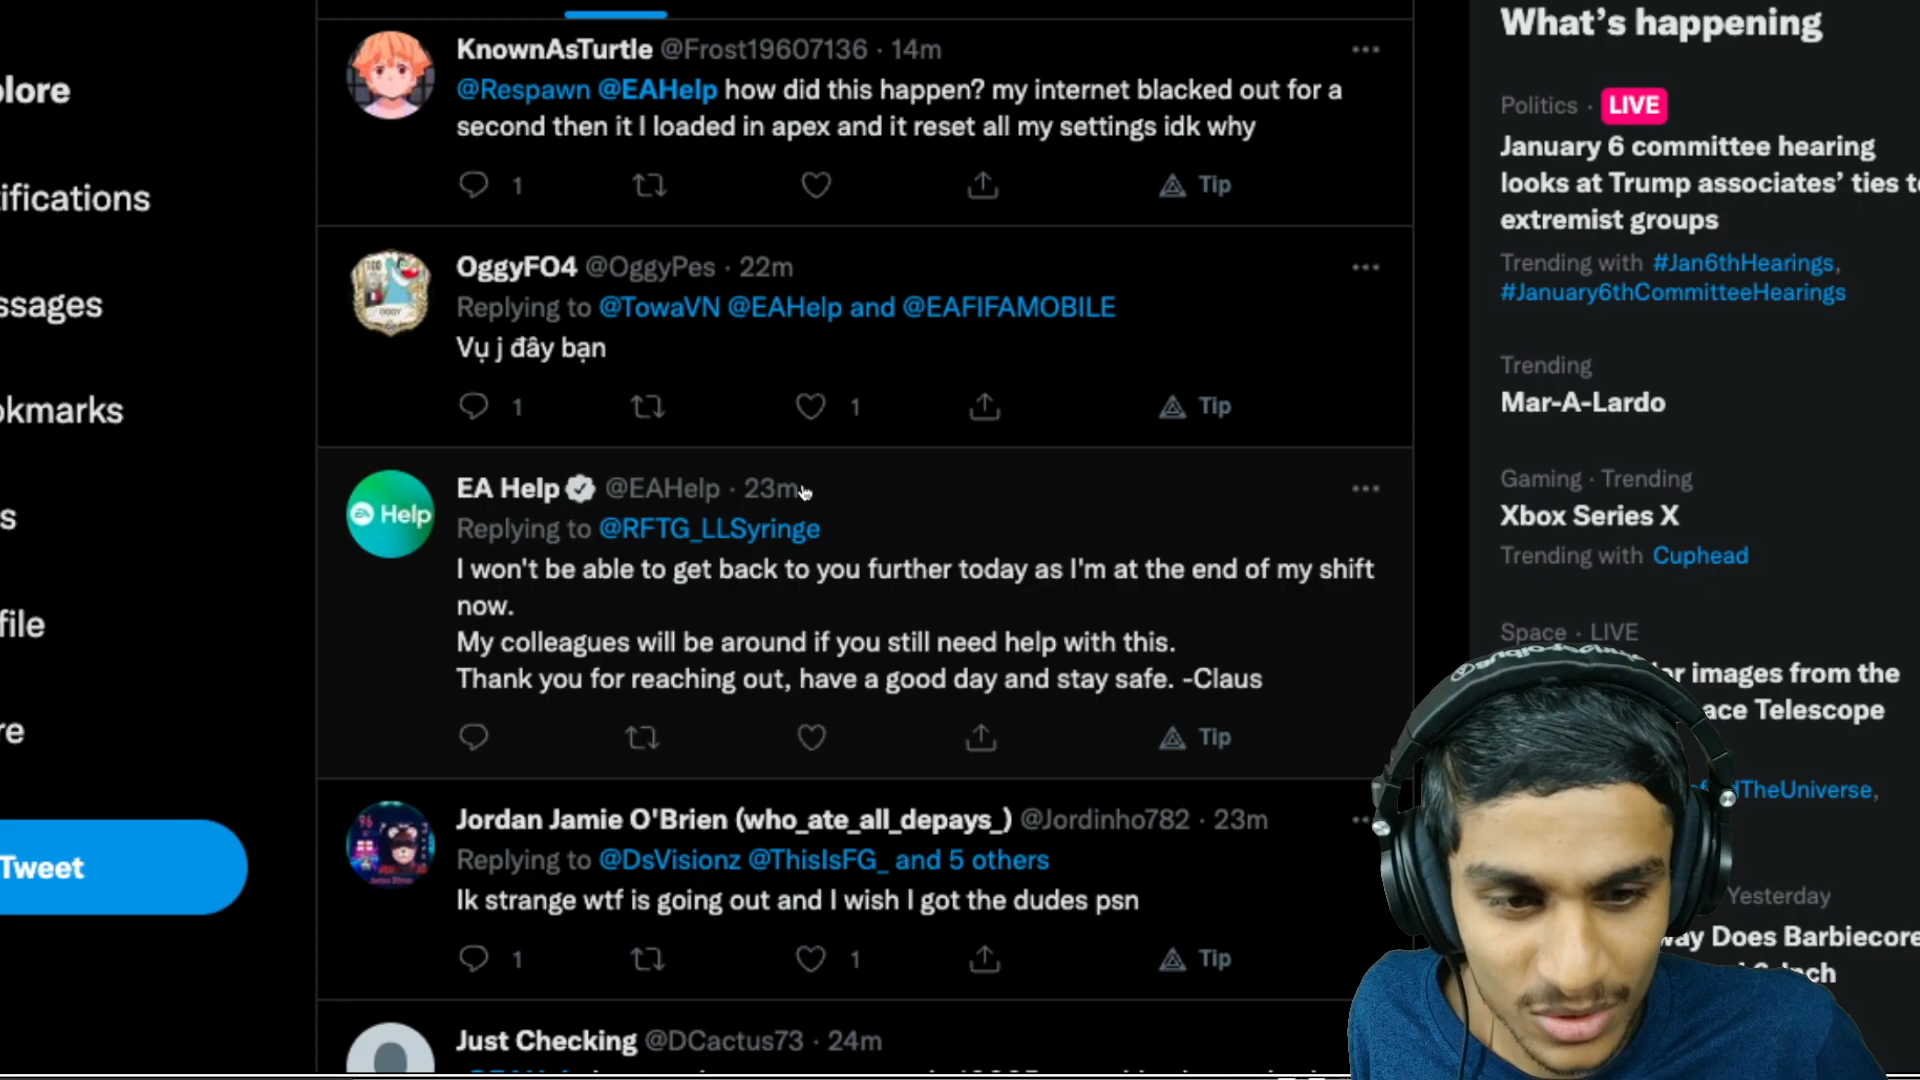 KnownAsTurtle @Frost19607136 · 14m
@Respawn @EAHelp how did this happen? my internet blacked out for a
second then it I loaded in apex and it reset all my settings idk why
1 Tip
OggyFO4 @OggyPes · 22m
Replying to @TowaVN @EAHelp and @EAFIFAMOBILE
Vụ j đây bạn
1 1 Tip
EA Help @EAHelp · 23m
Replying to @RFTG_LLSyringe
I won't be able to get back to you further today as I'm at the end of my shift
now.
My colleagues will be around if you still need help with this.
Thank you for reaching out, have a good day and stay safe. -Claus
Tip
Help
Jordan Jamie O'Brien (who_ate_all_depays_) @Jordinho782 · 23m
Replying to @DsVisionz @ThisIsFG_ and 5 others
Ik strange wtf is going out and I wish I got the dudes psn
1 1 Tip
Just Checking @DCactus73 · 24m
lore
ifications
ssages
okmarks
s
file
re
Tweet
What's happening
Politics · LIVE
January 6 committee hearing
looks at Trump associates' ties to
extremist groups
Trending with #Jan6thHearings,
#January6thCommitteeHearings
Trending
Mar-A-Lardo
Gaming · Trending
Xbox Series X
Trending with Cuphead
Space · LIVE
images from the
ace Telescope
dTheUniverse,
Yesterday
way Does Barbiecore